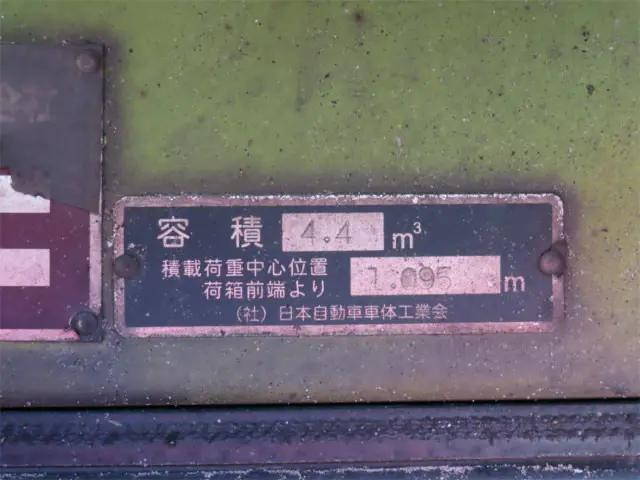 容積 4.4 m³
積載荷重中心位置
荷箱前端より 1.095 m
（社）日本自動車車体工業会